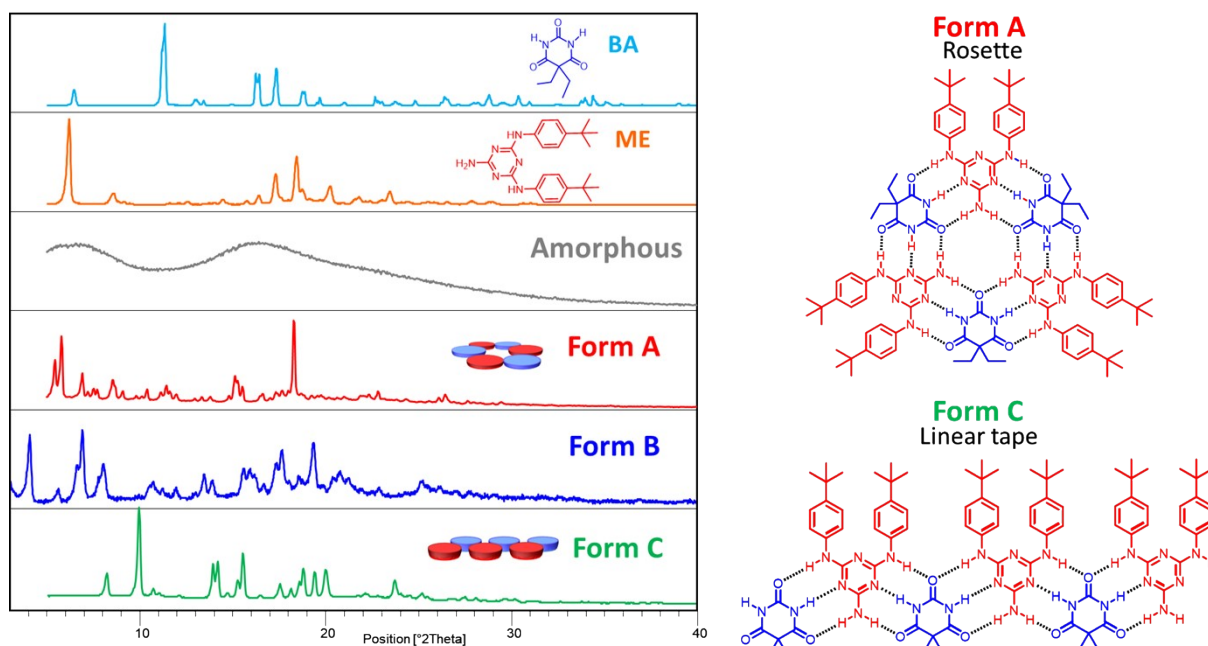 BA
ME
Amorphous
Form A
Form B
Form C
10
20
30
40
Position [°2Theta]
Form A
Rosette
Form C
Linear tape